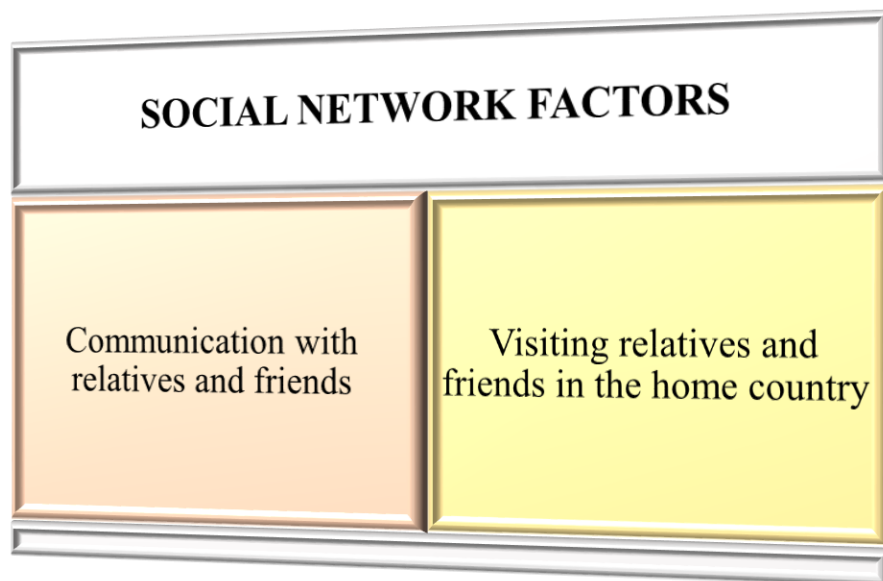 SOCIAL NETWORK FACTORS
Communication with
relatives and friends
Visiting relatives and
friends in the home country